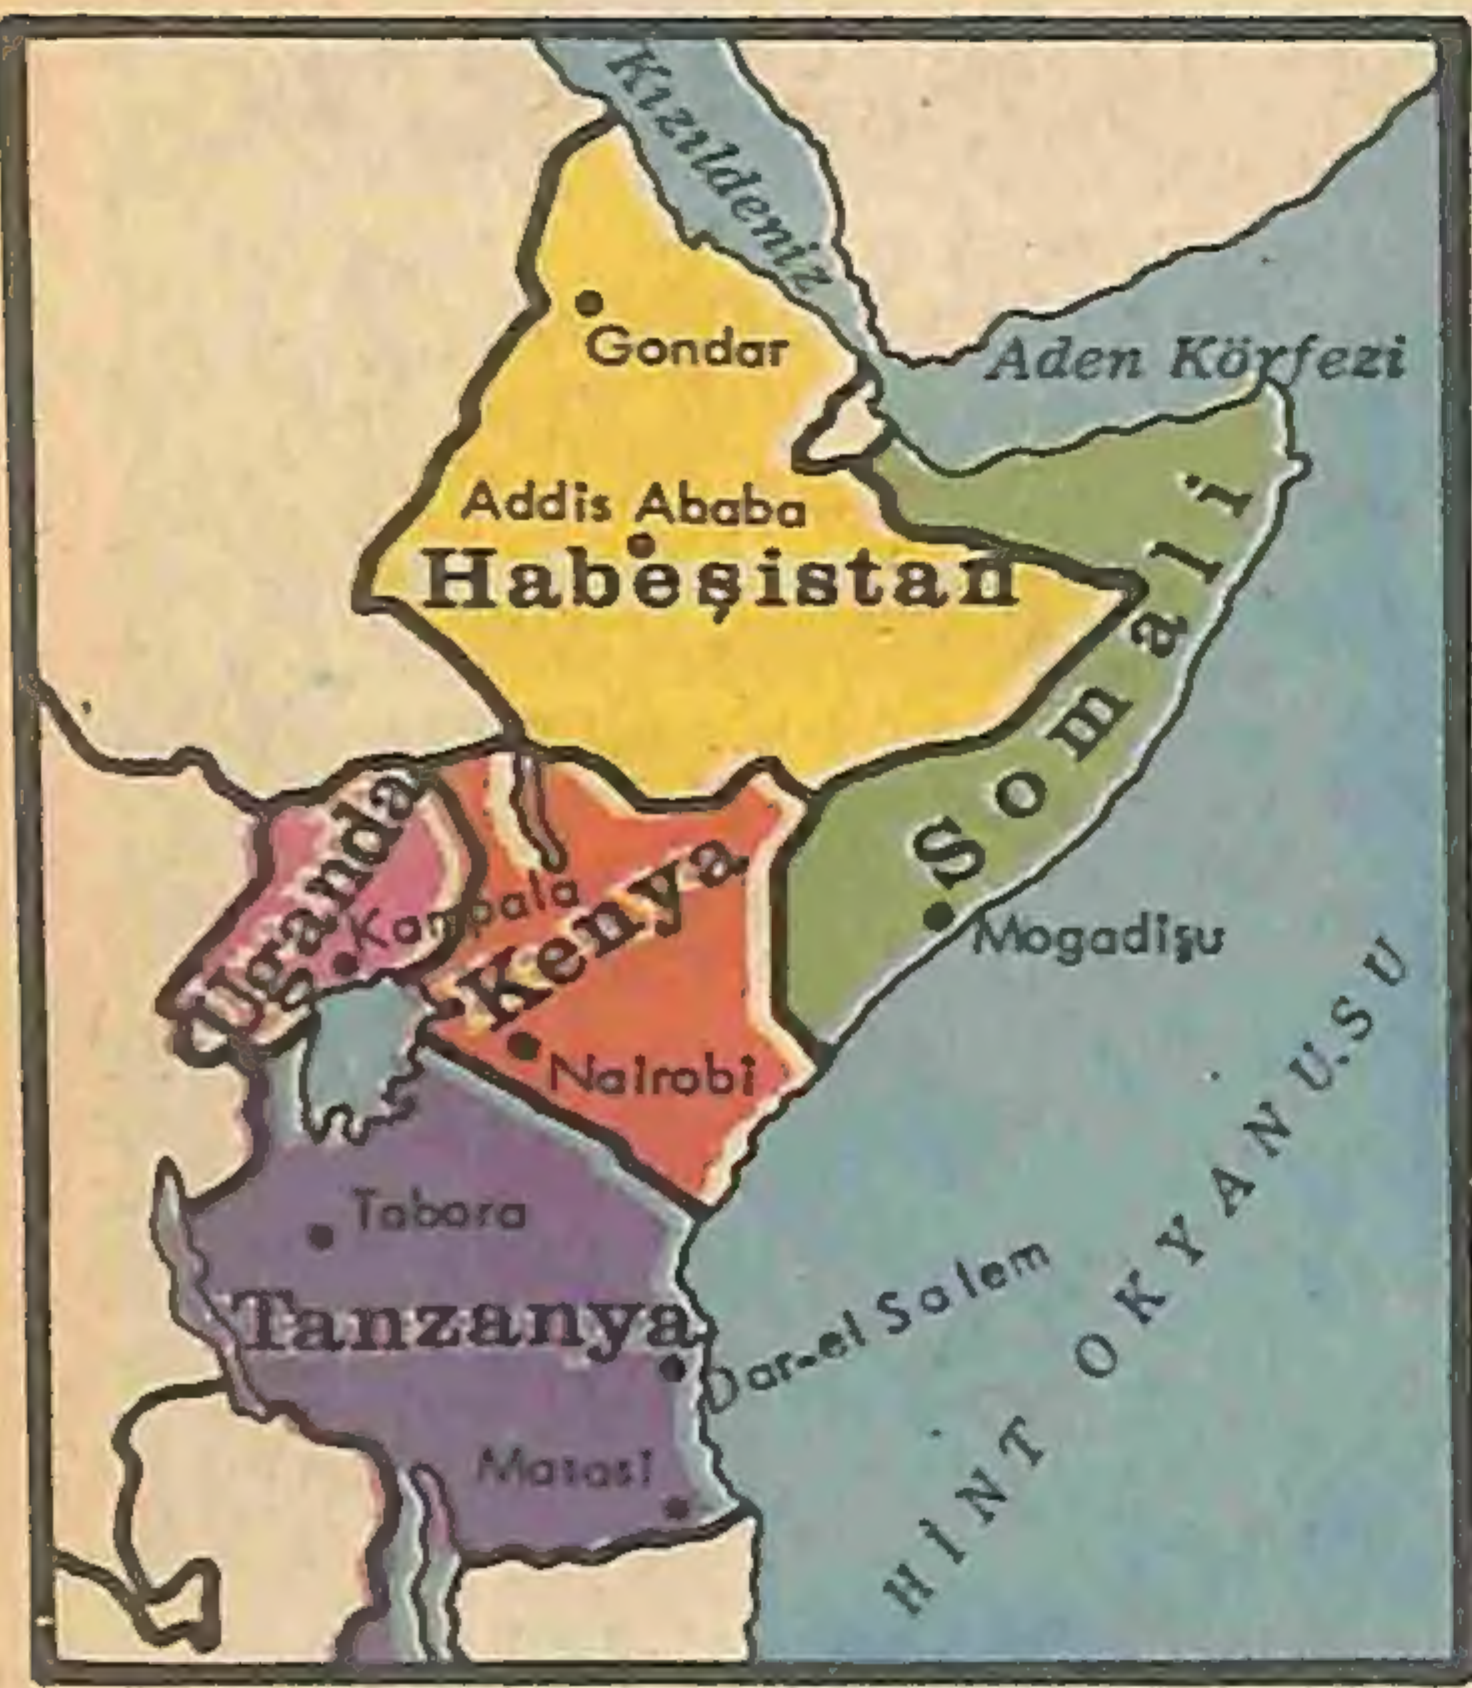 Kızıldeniz
Gondar
Aden Körfezi
Addis Ababa
Habeşistan
Somali
Uganda
Kampala
Kenya
Mogadişu
Nairobi
Tabora
Tanzanya
Dar-el Salem
Masasi
HİNT OKYANUSU